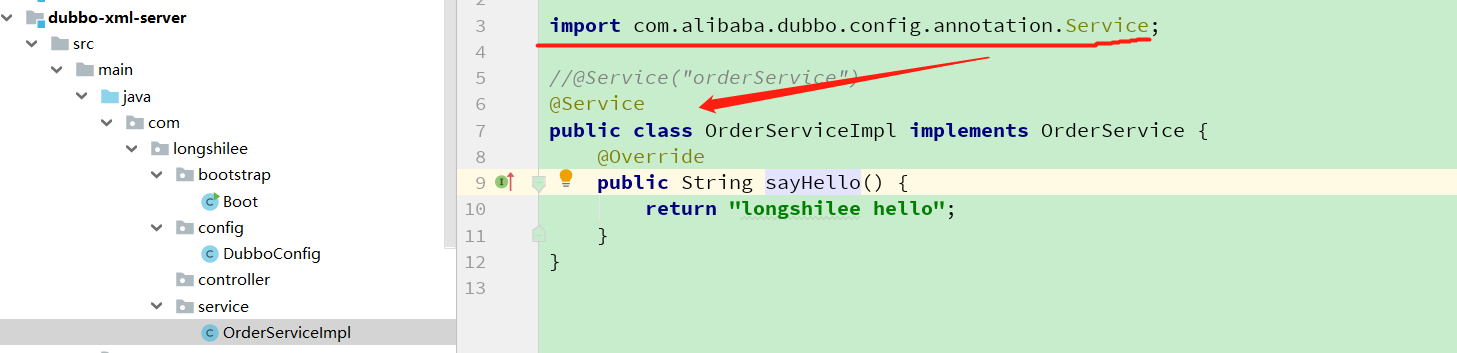 dubbo-xml-server
src
main
java
com
longshilee
bootstrap
Boot
config
DubboConfig
controller
service
OrderServiceImpl
2
3 import com.alibaba.dubbo.config.annotation.Service;
4
5 //@Service("orderService")
6 @Service
7 public class OrderServiceImpl implements OrderService {
8 @Override
9 public String sayHello() {
10 return "longshilee hello";
11 }
12 }
13